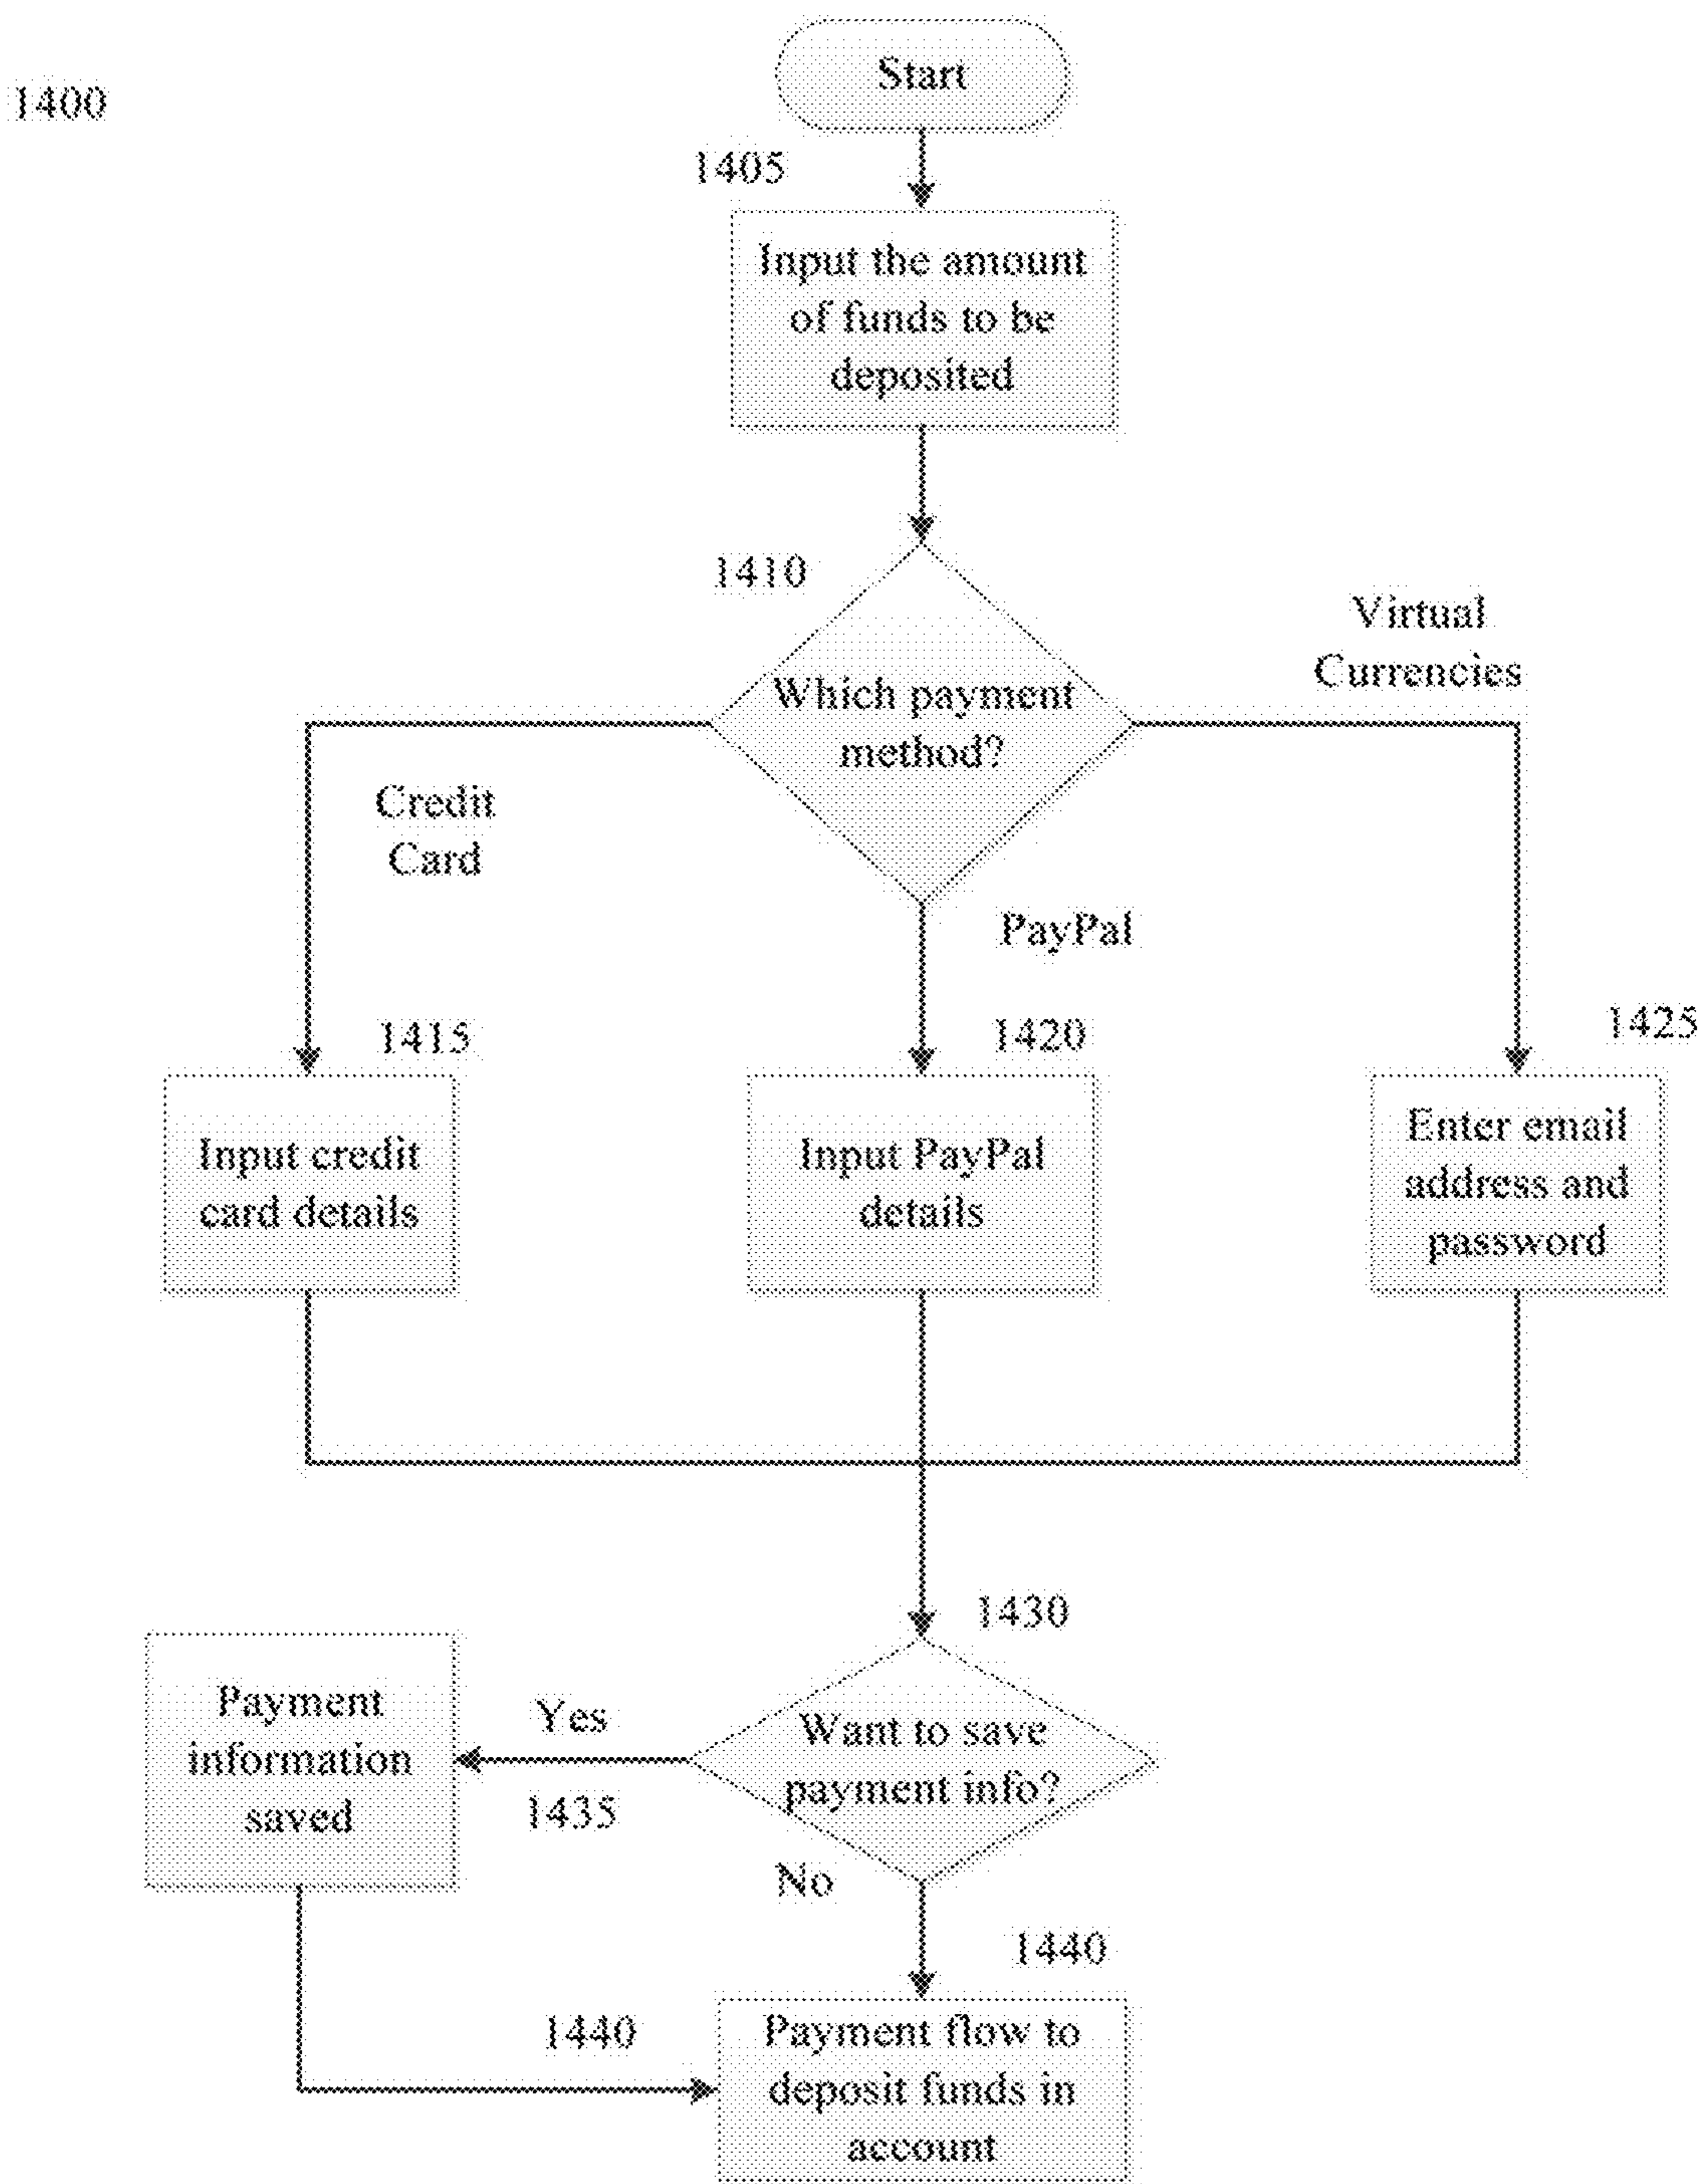 1400
Start
1405
Input the amount
of funds to be
deposited
1410
Which payment
method?
Virtual
Currencies
Credit
Card
PayPal
1415
1420
1425
Input credit
card details
Input PayPal
details
Enter email
address and
password
1430
Want to save
payment info?
Yes
1435
Payment
information
saved
No
1440
1440
Payment flow to
deposit funds in
account